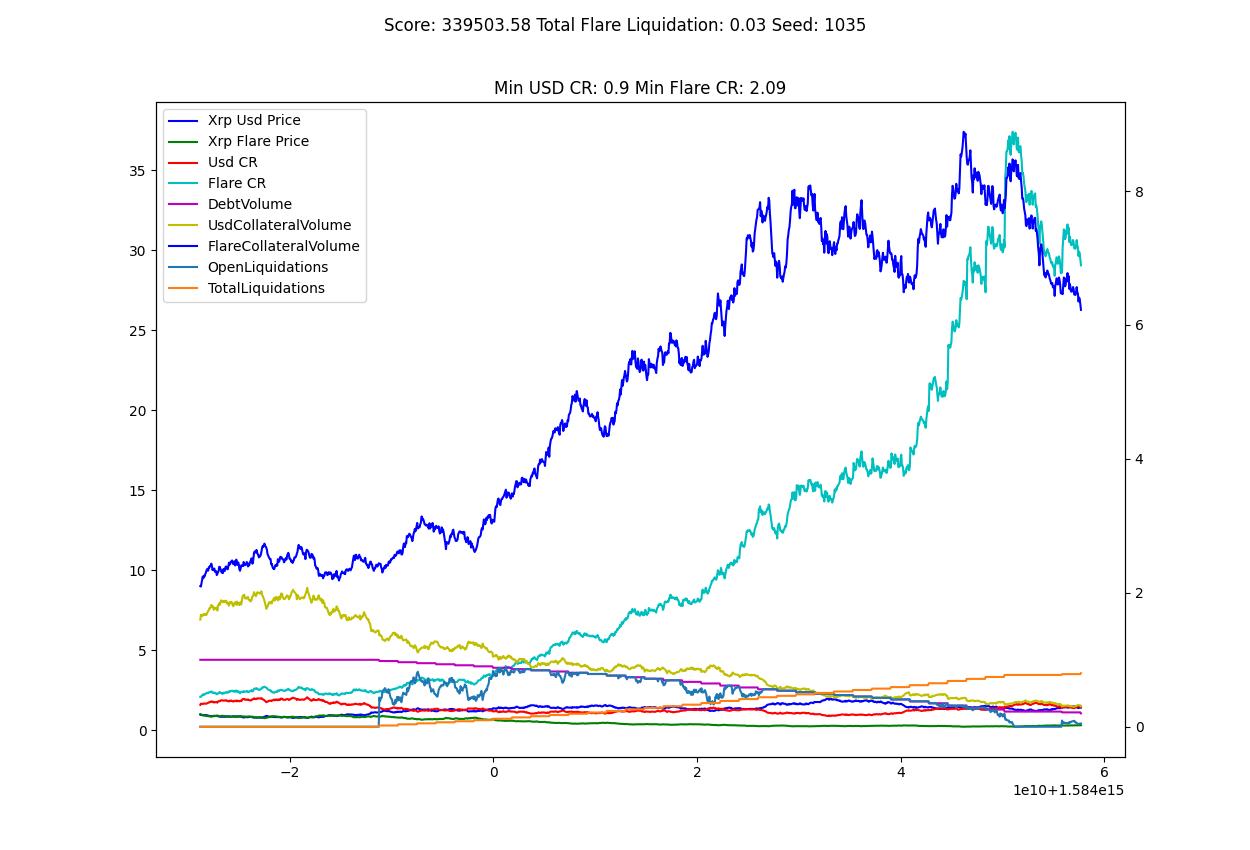 Score: 339503.58 Total Flare Liquidation: 0.03 Seed: 1035
Min USD CR: 0.9 Min Flare CR: 2.09
Xrp Usd Price
Xrp Flare Price
Usd CR
Flare CR
DebtVolume
UsdCollateralVolume
FlareCollateralVolume
OpenLiquidations
TotalLiquidations
35
30
25
20
15
10
5
0
8
6
4
2
0
−2
0
2
4
6
1e10+1.584e15